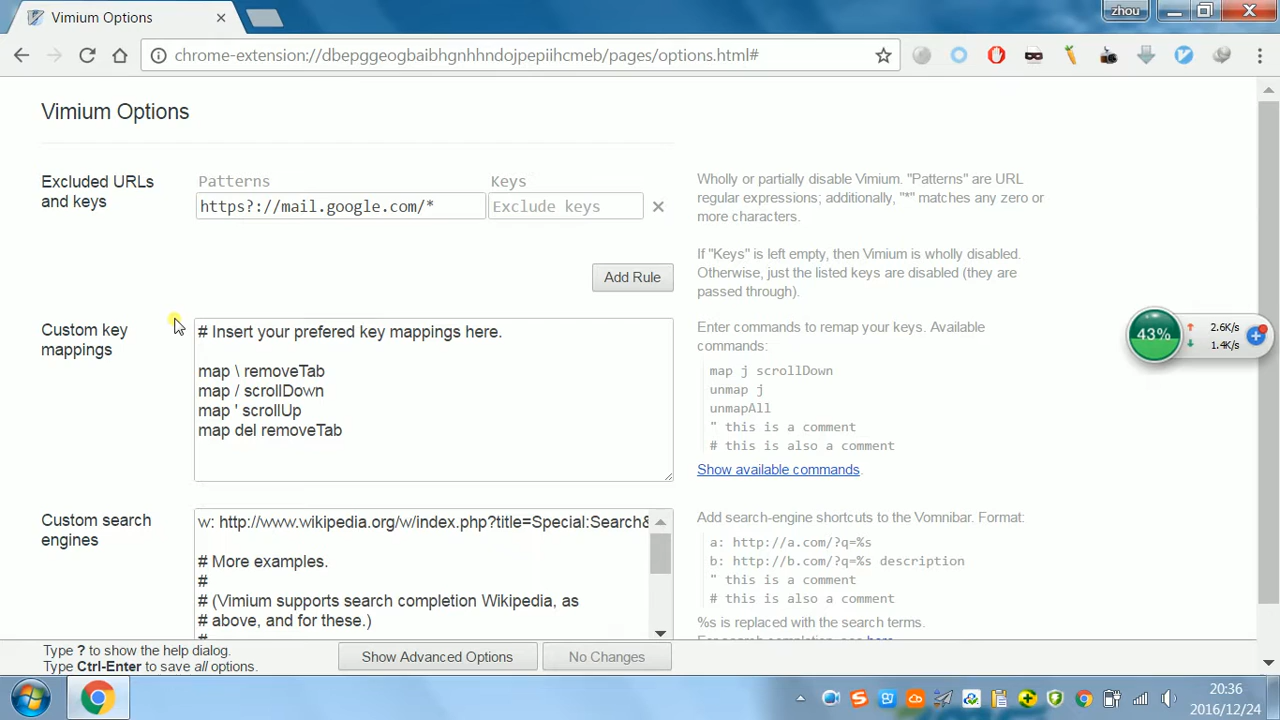 Vimium Options
zhou
chrome-extension://dbepggeogbaibhgnhhndojpepiihcmeb/pages/options.html#
Vimium Options
Excluded URLs
and keys
Patterns
Keys
https?://mail.google.com/*
Exclude keys
Add Rule
Wholly or partially disable Vimium. "Patterns" are URL
regular expressions; additionally, "*" matches any zero or
more characters.
If "Keys" is left empty, then Vimium is wholly disabled.
Otherwise, just the listed keys are disabled (they are
passed through).
Custom key
mappings
# Insert your prefered key mappings here.
map \ removeTab
map / scrollDown
map ' scrollUp
map del removeTab
Enter commands to remap your keys. Available
commands:
map j scrollDown
unmap j
unmapAll
" this is a comment
# this is also a comment
Show available commands.
43%
2.6K/s
1.4K/s
Custom search
engines
w: http://www.wikipedia.org/w/index.php?title=Special:Search&
# More examples.
#
# (Vimium supports search completion Wikipedia, as
# above, and for these.)
#
Add search-engine shortcuts to the Vomnibar. Format:
a: http://a.com/?q=%s
b: http://b.com/?q=%s description
" this is a comment
# this is also a comment
%s is replaced with the search terms.
For search completion, see here.
Type ? to show the help dialog.
Type Ctrl-Enter to save all options.
Show Advanced Options
No Changes
20:36
2016/12/24